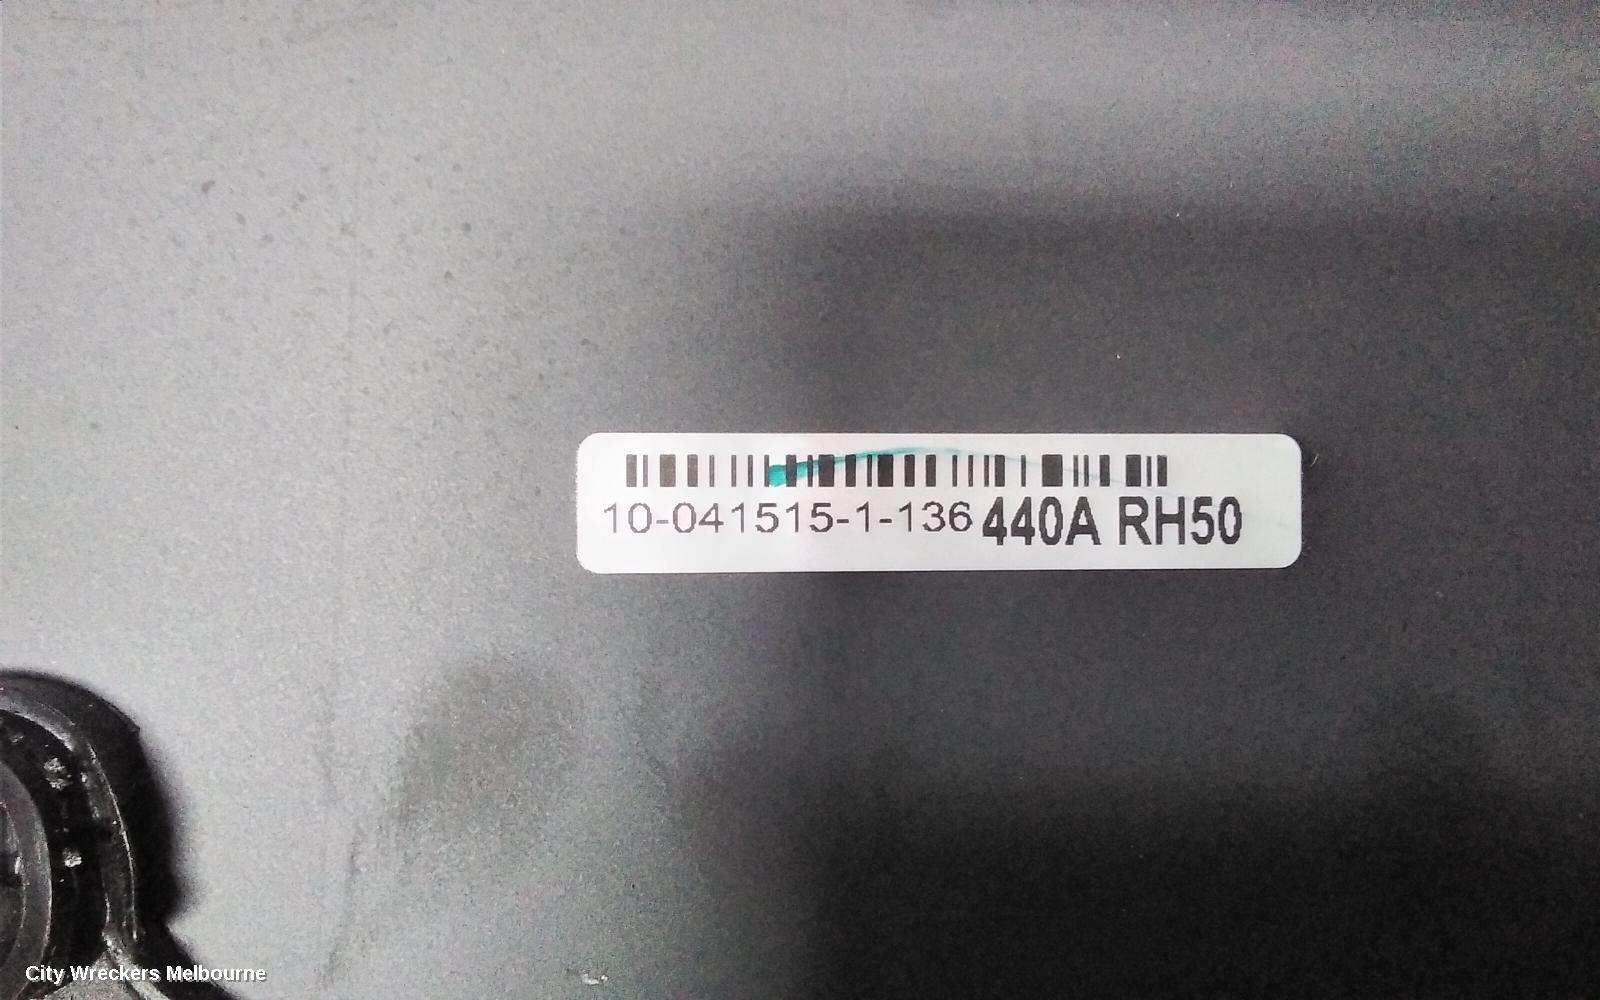 10-041515-1-136 440A RH50
City Wreckers Melbourne